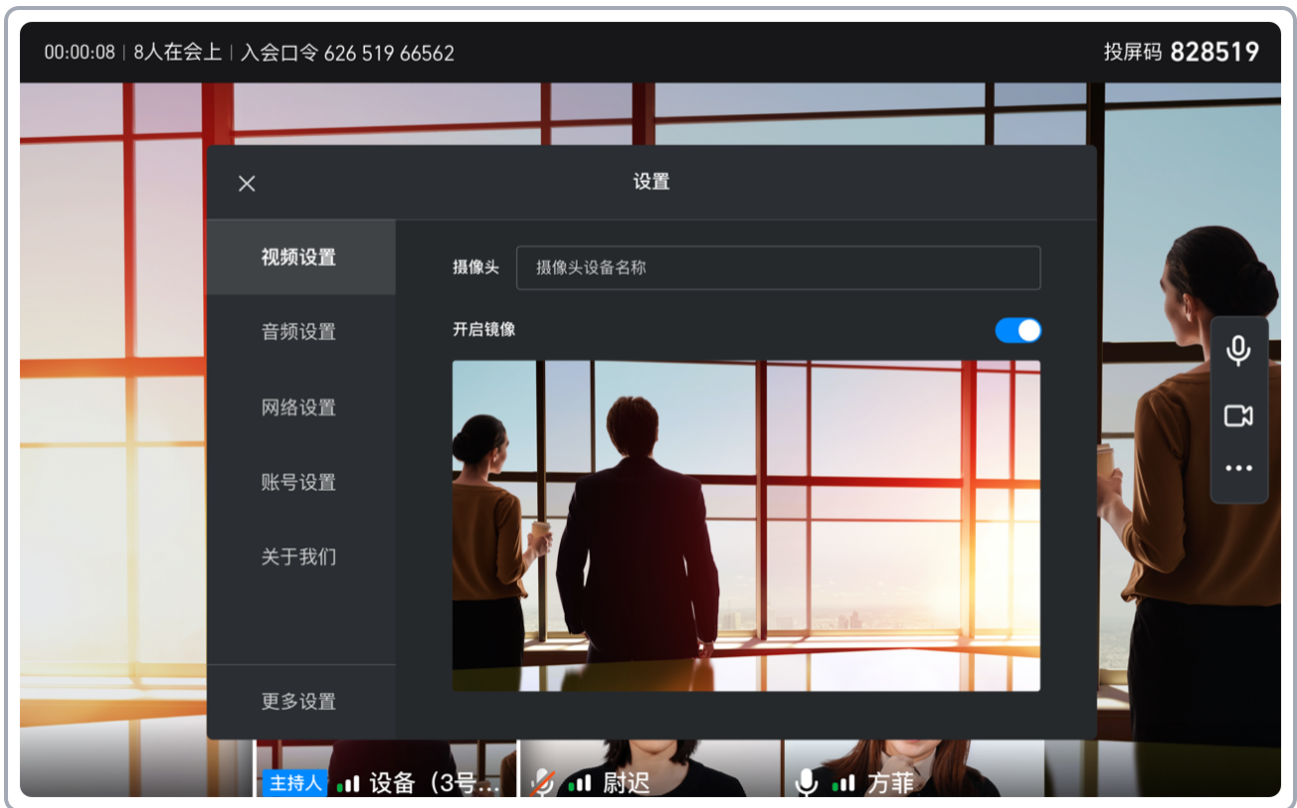 00:00:08 | 8人在会上 | 入会口令 626 519 66562
投屏码 828519
设置
视频设置
音频设置
网络设置
账号设置
关于我们
更多设置
摄像头 摄像头设备名称
开启镜像
主持人 设备（3号...
尉迟
方菲